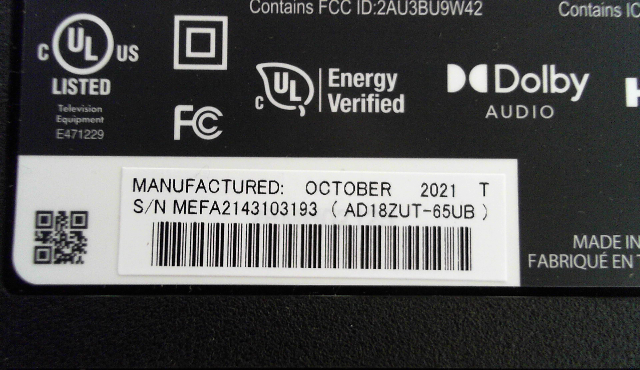 Contains FCC ID:2AU3BU9W42
Contains IC
C UL US
LISTED
Television
Equipment
E471229
FC
C UL Energy
Verified
Dolby
AUDIO
H
MANUFACTURED: OCTOBER 2021 T
S/N MEFA2143103193 ( AD18ZUT-65UB )
MADE IN
FABRIQUÉ EN T